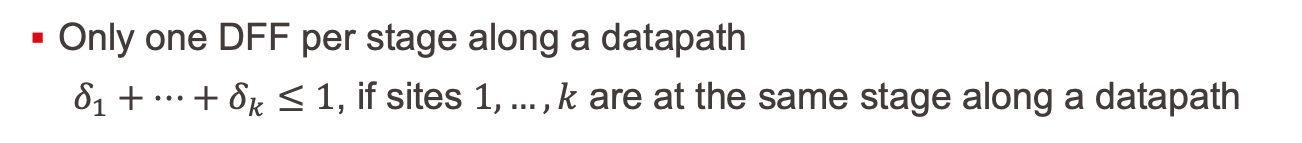 ▪ Only one DFF per stage along a datapath
δ₁ + ⋯ + δₖ ≤ 1, if sites 1, … , k are at the same stage along a datapath